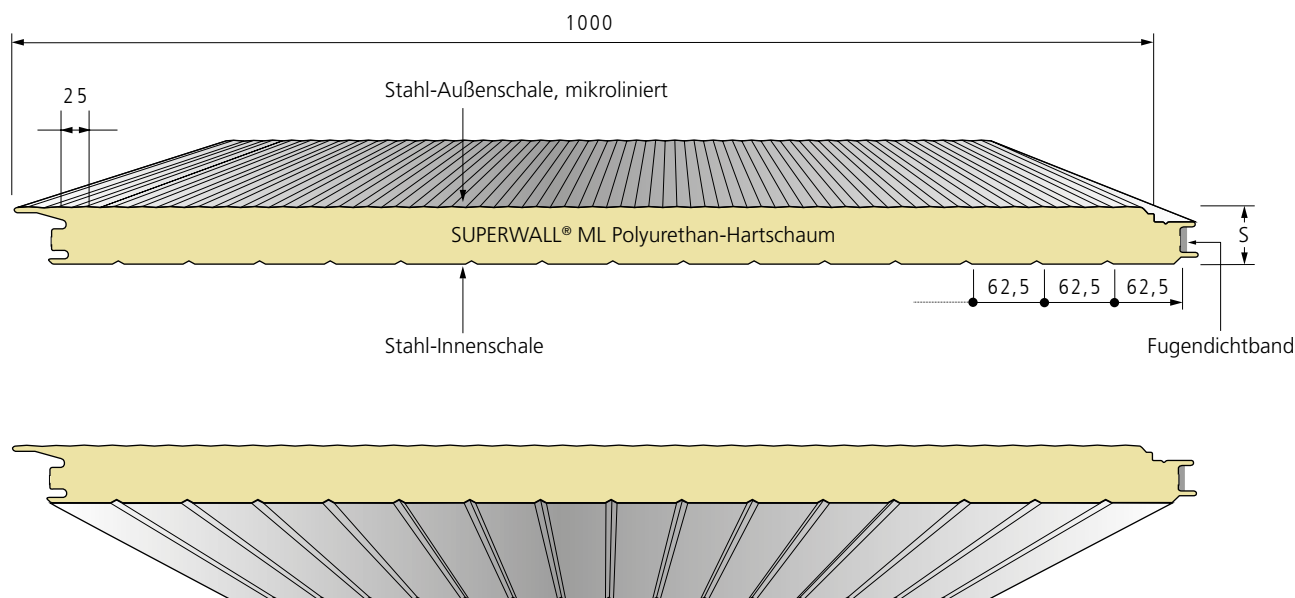 1000
25
Stahl-Außenschale, mikroliniert
SUPERWALL® ML Polyurethan-Hartschaum
S
62,5 62,5 62,5
Stahl-Innenschale
Fugendichtband